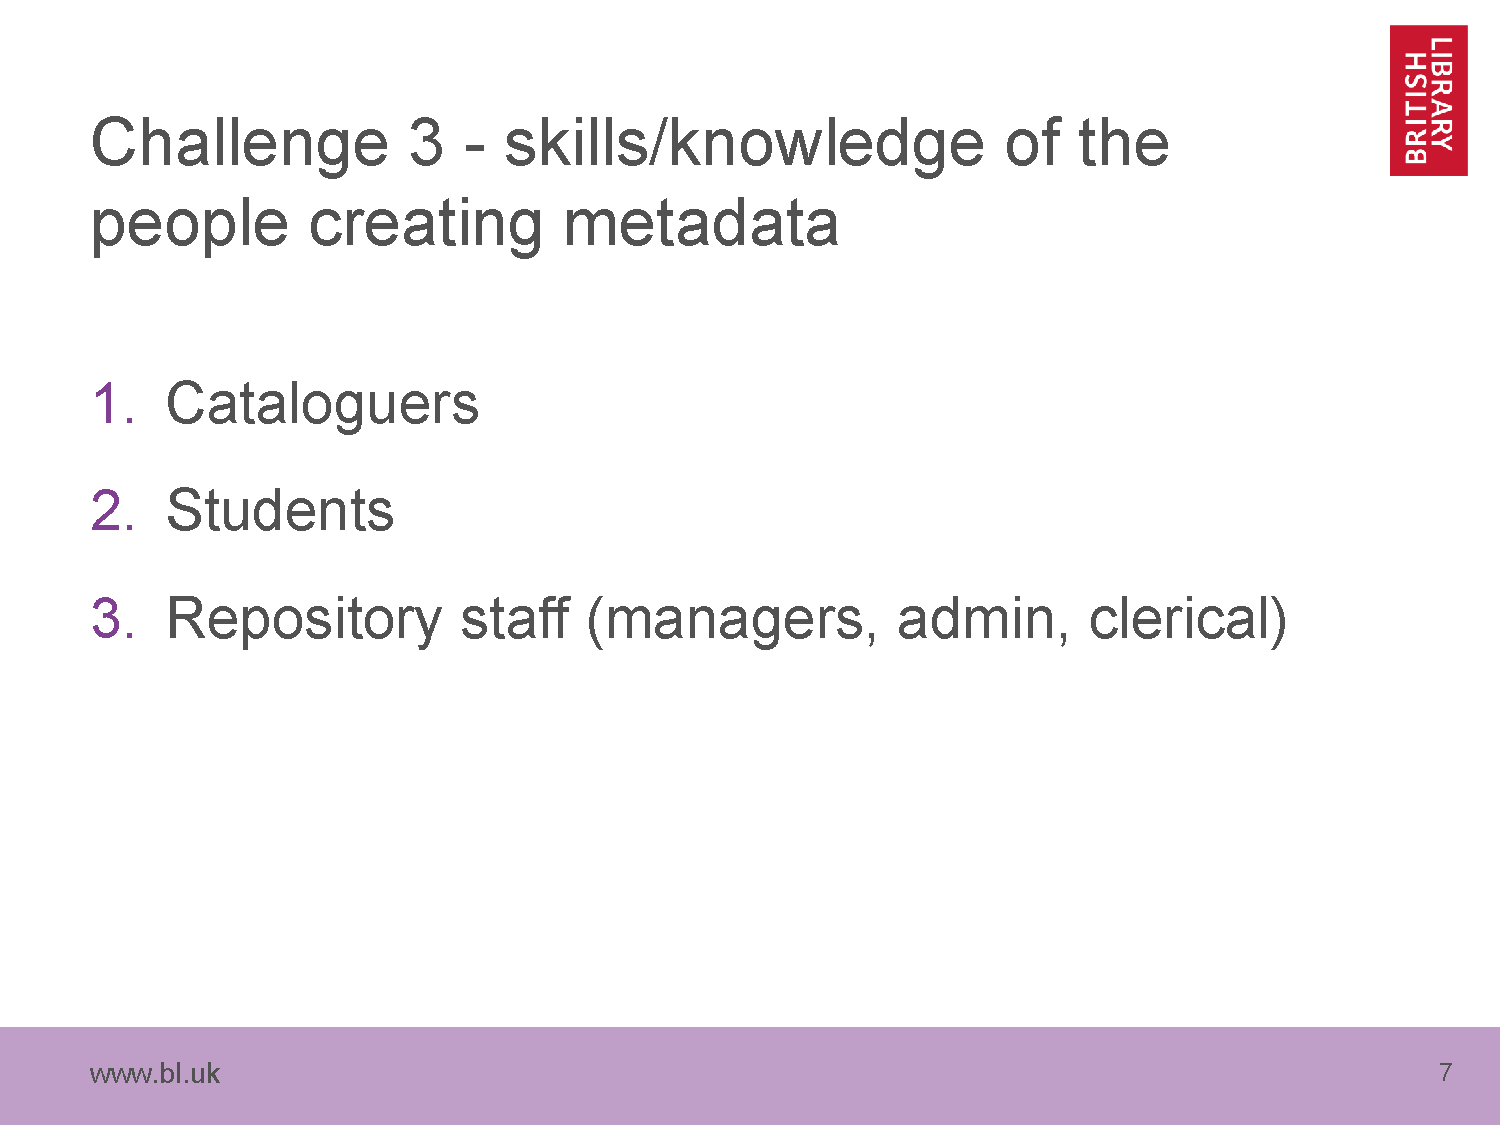 BRITISH
LIBRARY
Challenge 3 - skills/knowledge of the
people creating metadata
1. Cataloguers
2. Students
3. Repository staff (managers, admin, clerical)
www.bl.uk
7